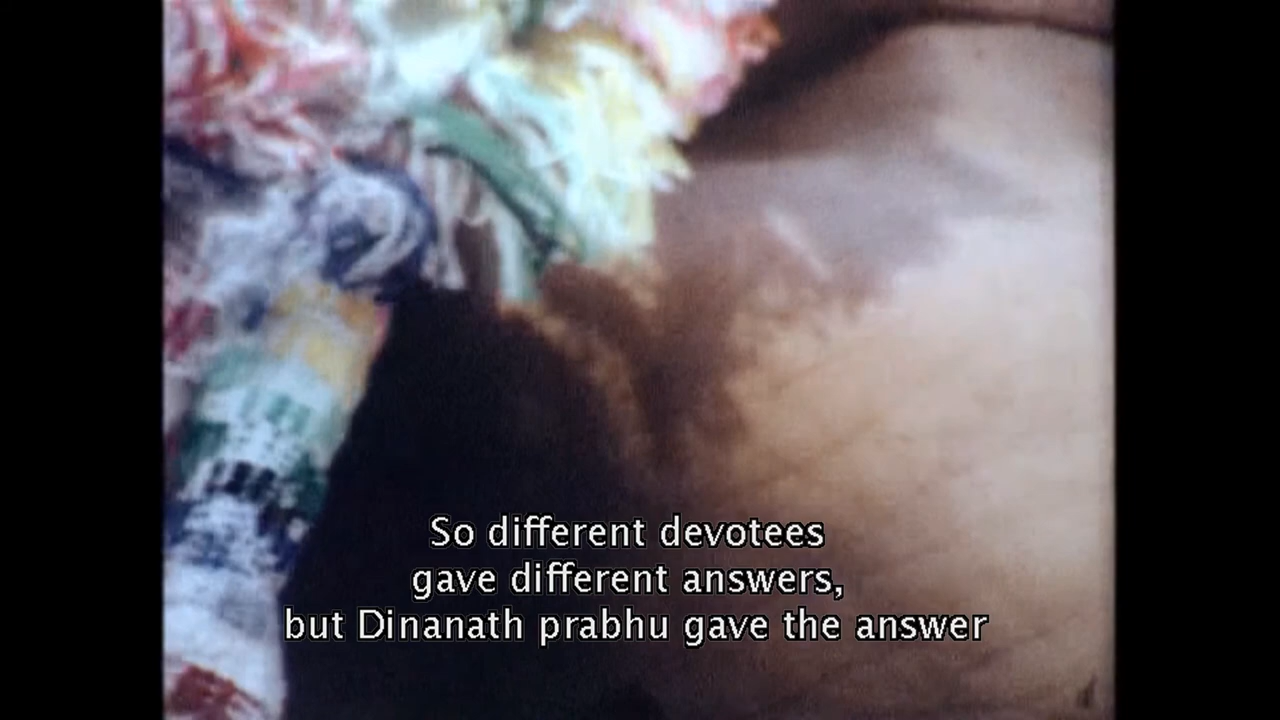 So different devotees
gave different answers,
but Dinanath prabhu gave the answer